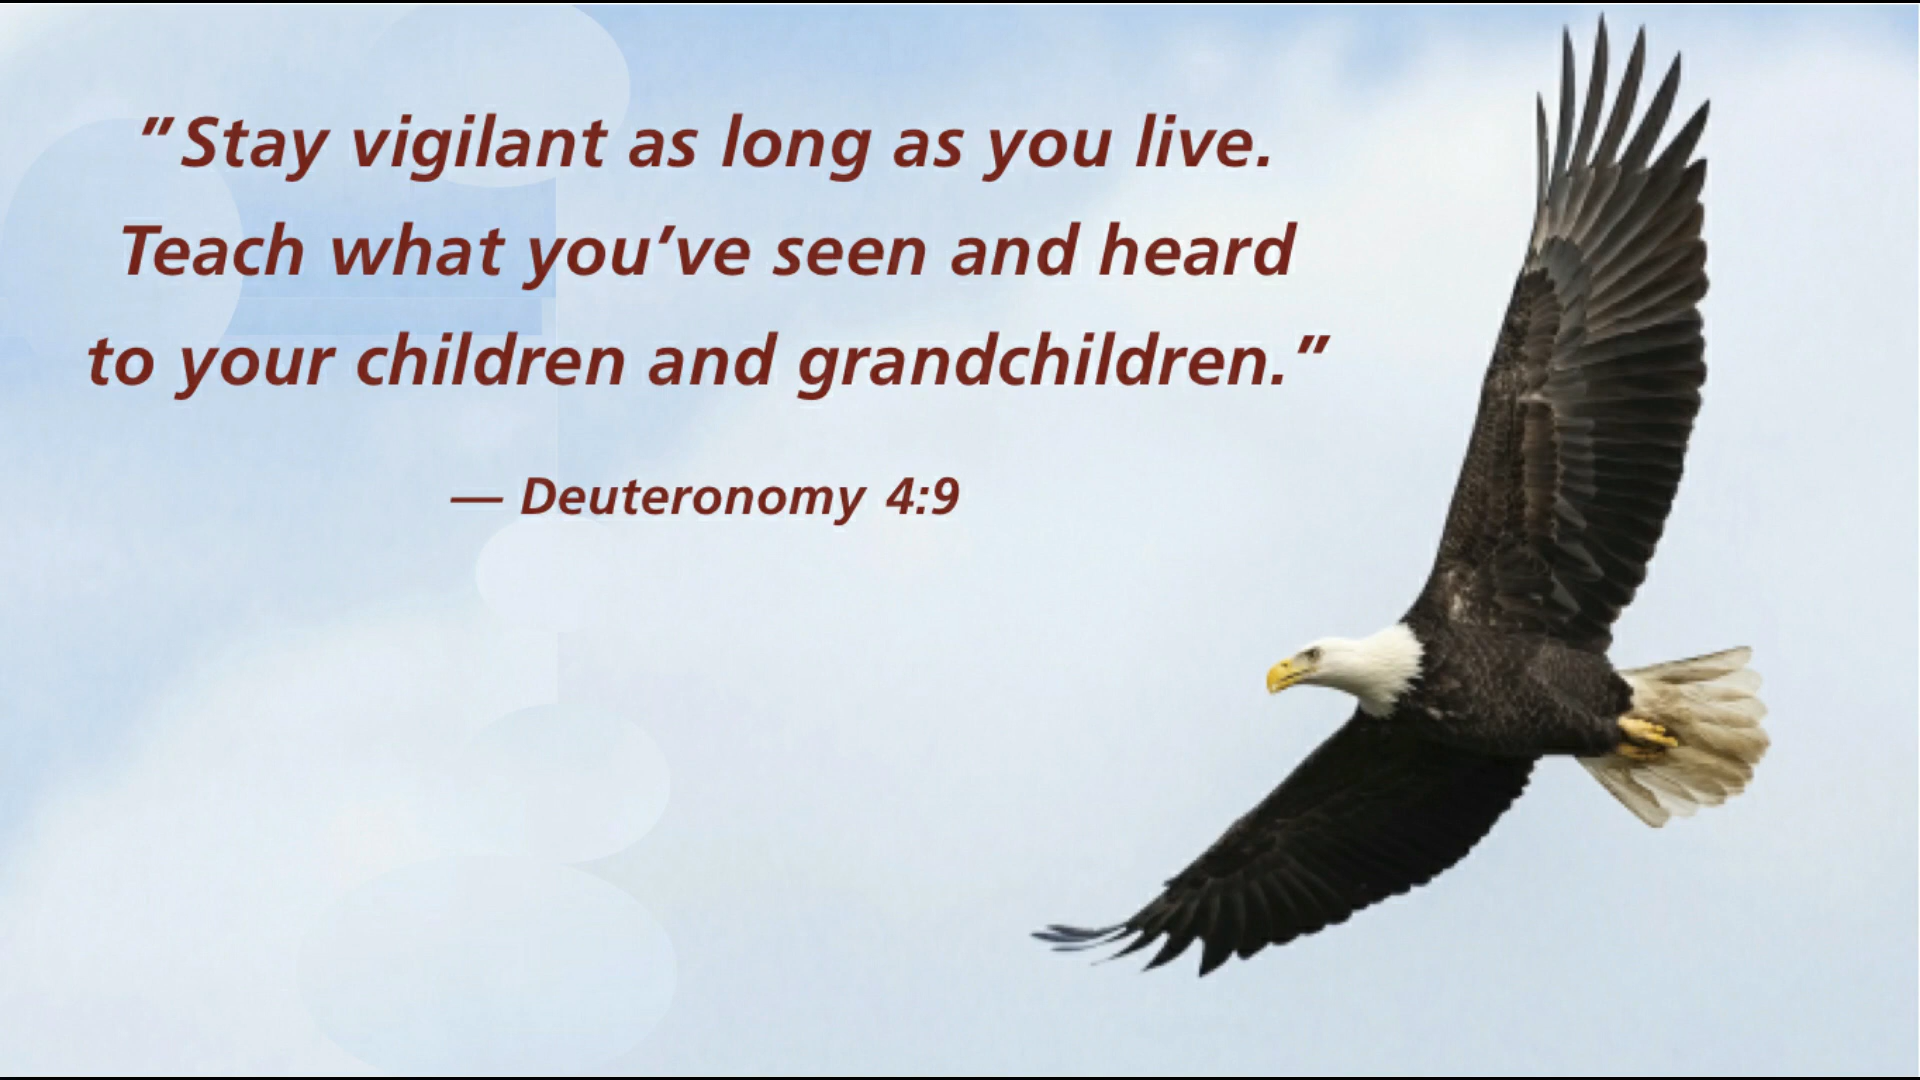 "Stay vigilant as long as you live.
Teach what you’ve seen and heard
to your children and grandchildren.”
— Deuteronomy 4:9